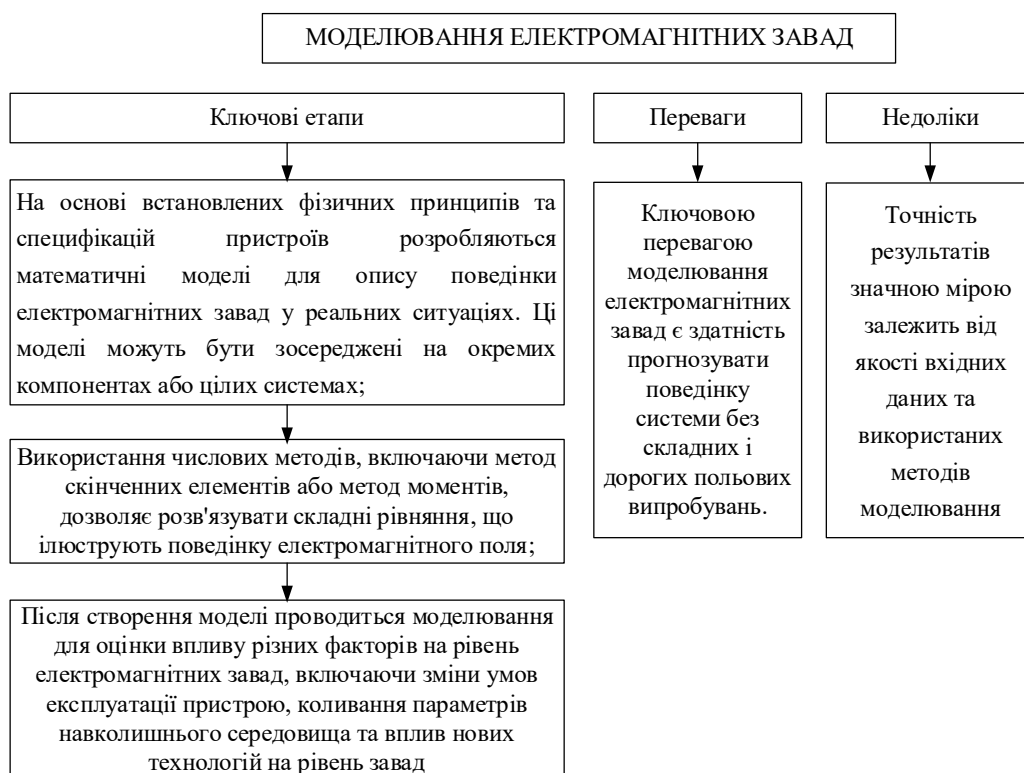 МОДЕЛЮВАННЯ ЕЛЕКТРОМАГНІТНИХ ЗАВАД
Ключові етапи
На основі встановлених фізичних принципів та
специфікацій пристроїв розробляються
математичні моделі для опису поведінки
електромагнітних завад у реальних ситуаціях. Ці
моделі можуть бути зосереджені на окремих
компонентах або цілих системах;
Використання числових методів, включаючи метод
скінченних елементів або метод моментів,
дозволяє розв'язувати складні рівняння, що
ілюструють поведінку електромагнітного поля;
Після створення моделі проводиться моделювання
для оцінки впливу різних факторів на рівень
електромагнітних завад, включаючи зміни умов
експлуатації пристрою, коливання параметрів
навколишнього середовища та вплив нових
технологій на рівень завад
Переваги
Ключовою
перевагою
моделювання
електромагнітних
завад є здатність
прогнозувати
поведінку
системи без
складних і
дорогих польових
випробувань.
Недоліки
Точність
результатів
значною мірою
залежить від
якості вхідних
даних та
використаних
методів
моделювання